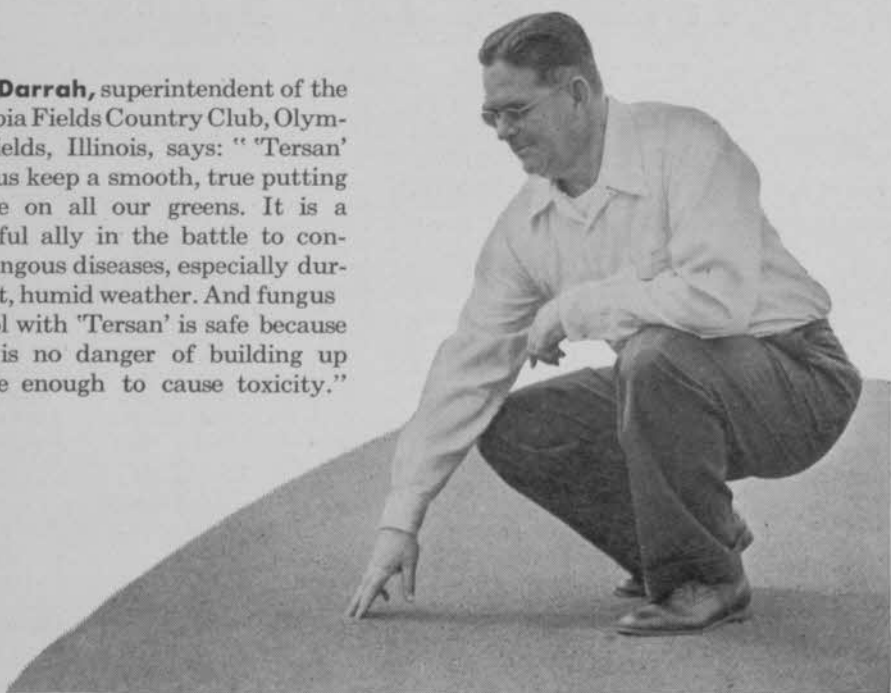 Darrah, superintendent of the
pia Fields Country Club, Olym-
ields, Illinois, says: “ ‘Tersan’
us keep a smooth, true putting
e on all our greens. It is a
ful ally in the battle to con-
ngous diseases, especially dur-
t, humid weather. And fungus
l with ‘Tersan’ is safe because
is no danger of building up
e enough to cause toxicity.”